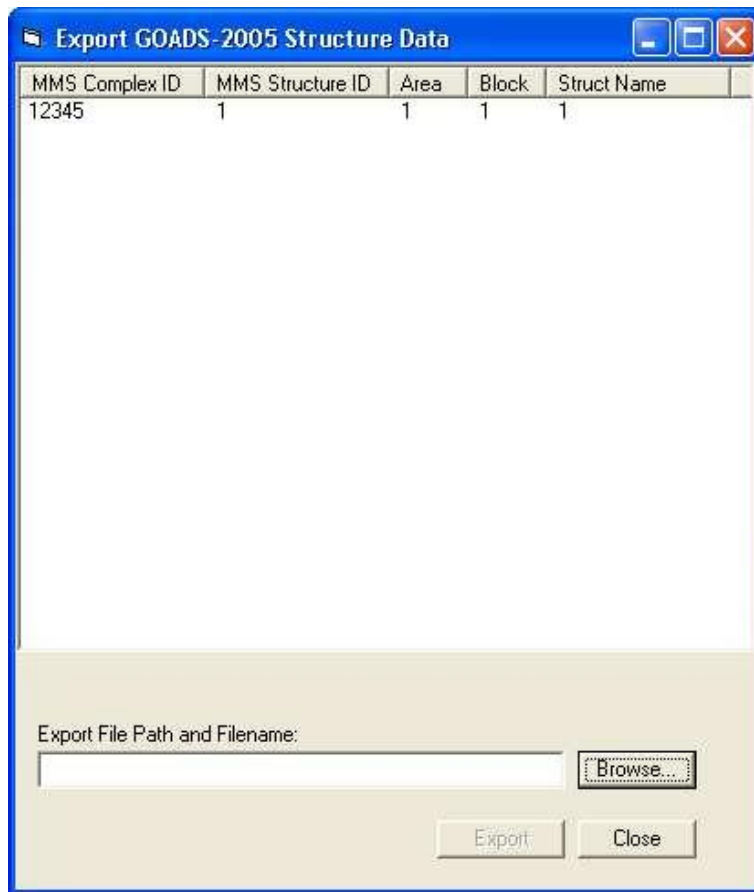 Export GOADS-2005 Structure Data
MMS Complex ID MMS Structure ID Area Block Struct Name
12345 1 1 1 1
Export File Path and Filename:
Browse...
Export Close